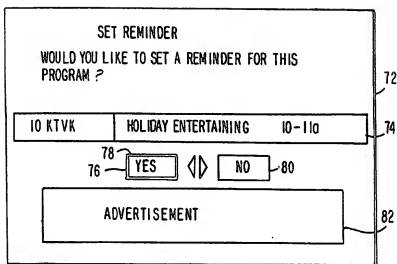 SET REMINDER
WOULD YOU LIKE TO SET A REMINDER FOR THIS
PROGRAM ?
72
10 KTVK HOLIDAY ENTERTAINING 10-11a
74
78
76 YES NO 80
ADVERTISEMENT
82